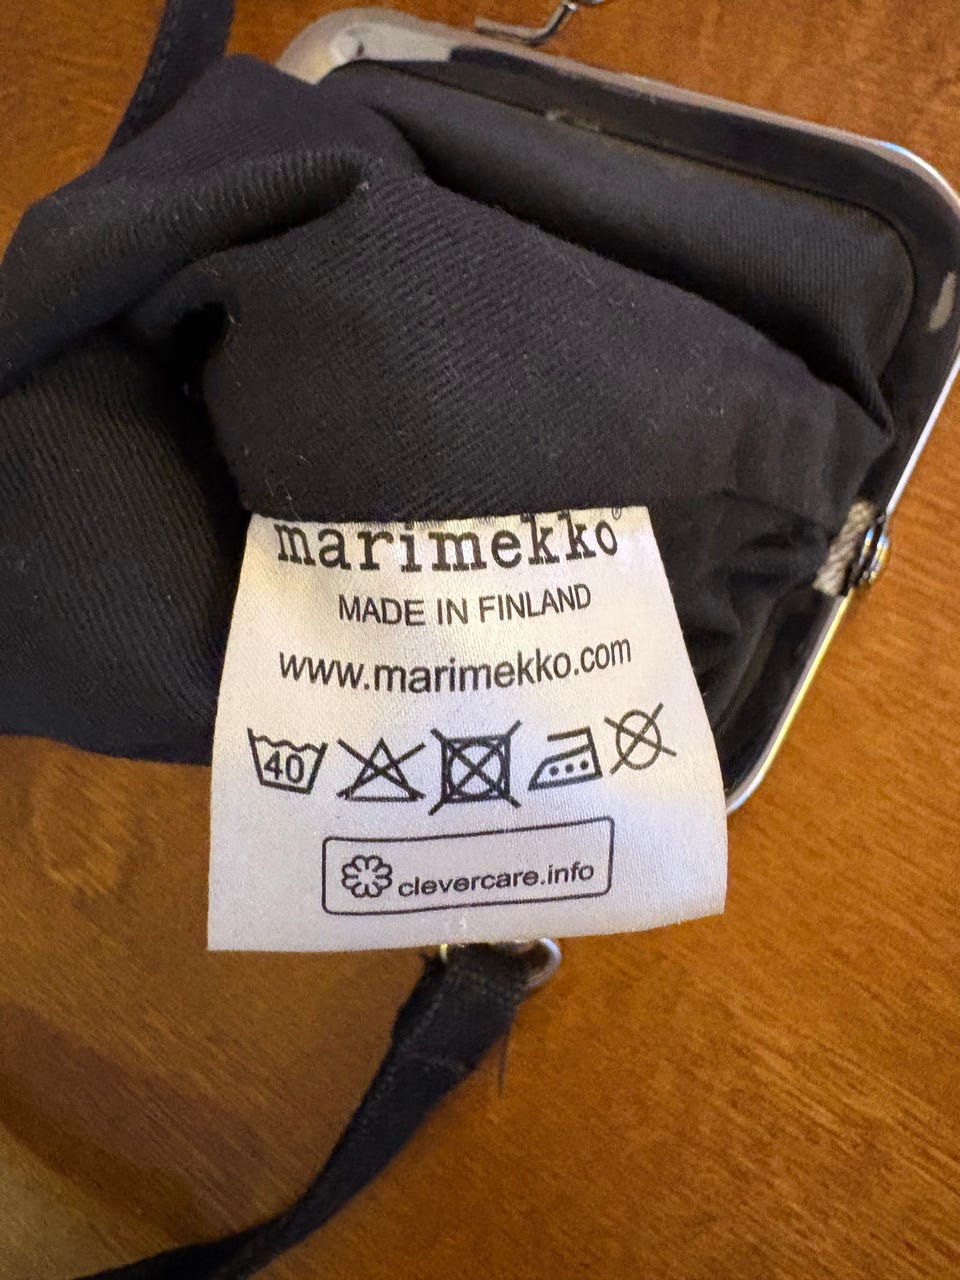 marimekko®
MADE IN FINLAND
www.marimekko.com
40
clevercare.info